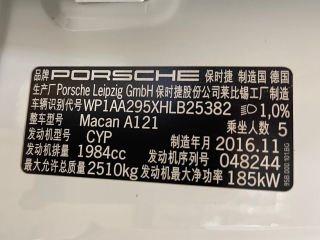 品牌 PORSCHE 保时捷 制造国 德国
生产厂 Porsche Leipzig GmbH 保时捷股份公司莱比锡工厂制造
车辆识别代号 WP1AA295XHLB25382 1,0%
整车型号 Macan A121 乘坐人数 5
发动机型号 CYP 制造年月 2016.11
发动机排量 1984cc 发动机序列号 048244
最大允许总质量 2510kg 发动机最大净功率 185kW
95B 000 101 BG